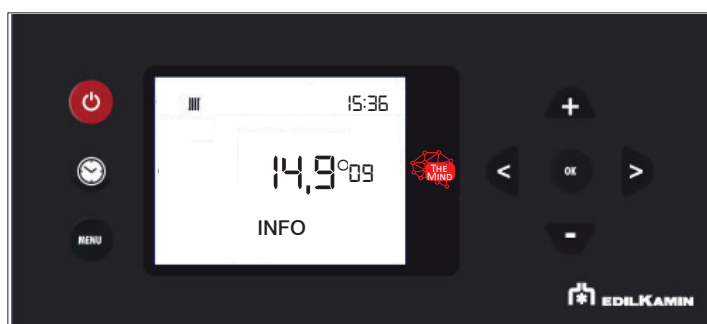 15:36
14,9°09
THE
MIND
INFO
MENU
<
OK
>
+
-
EDILKAMIN